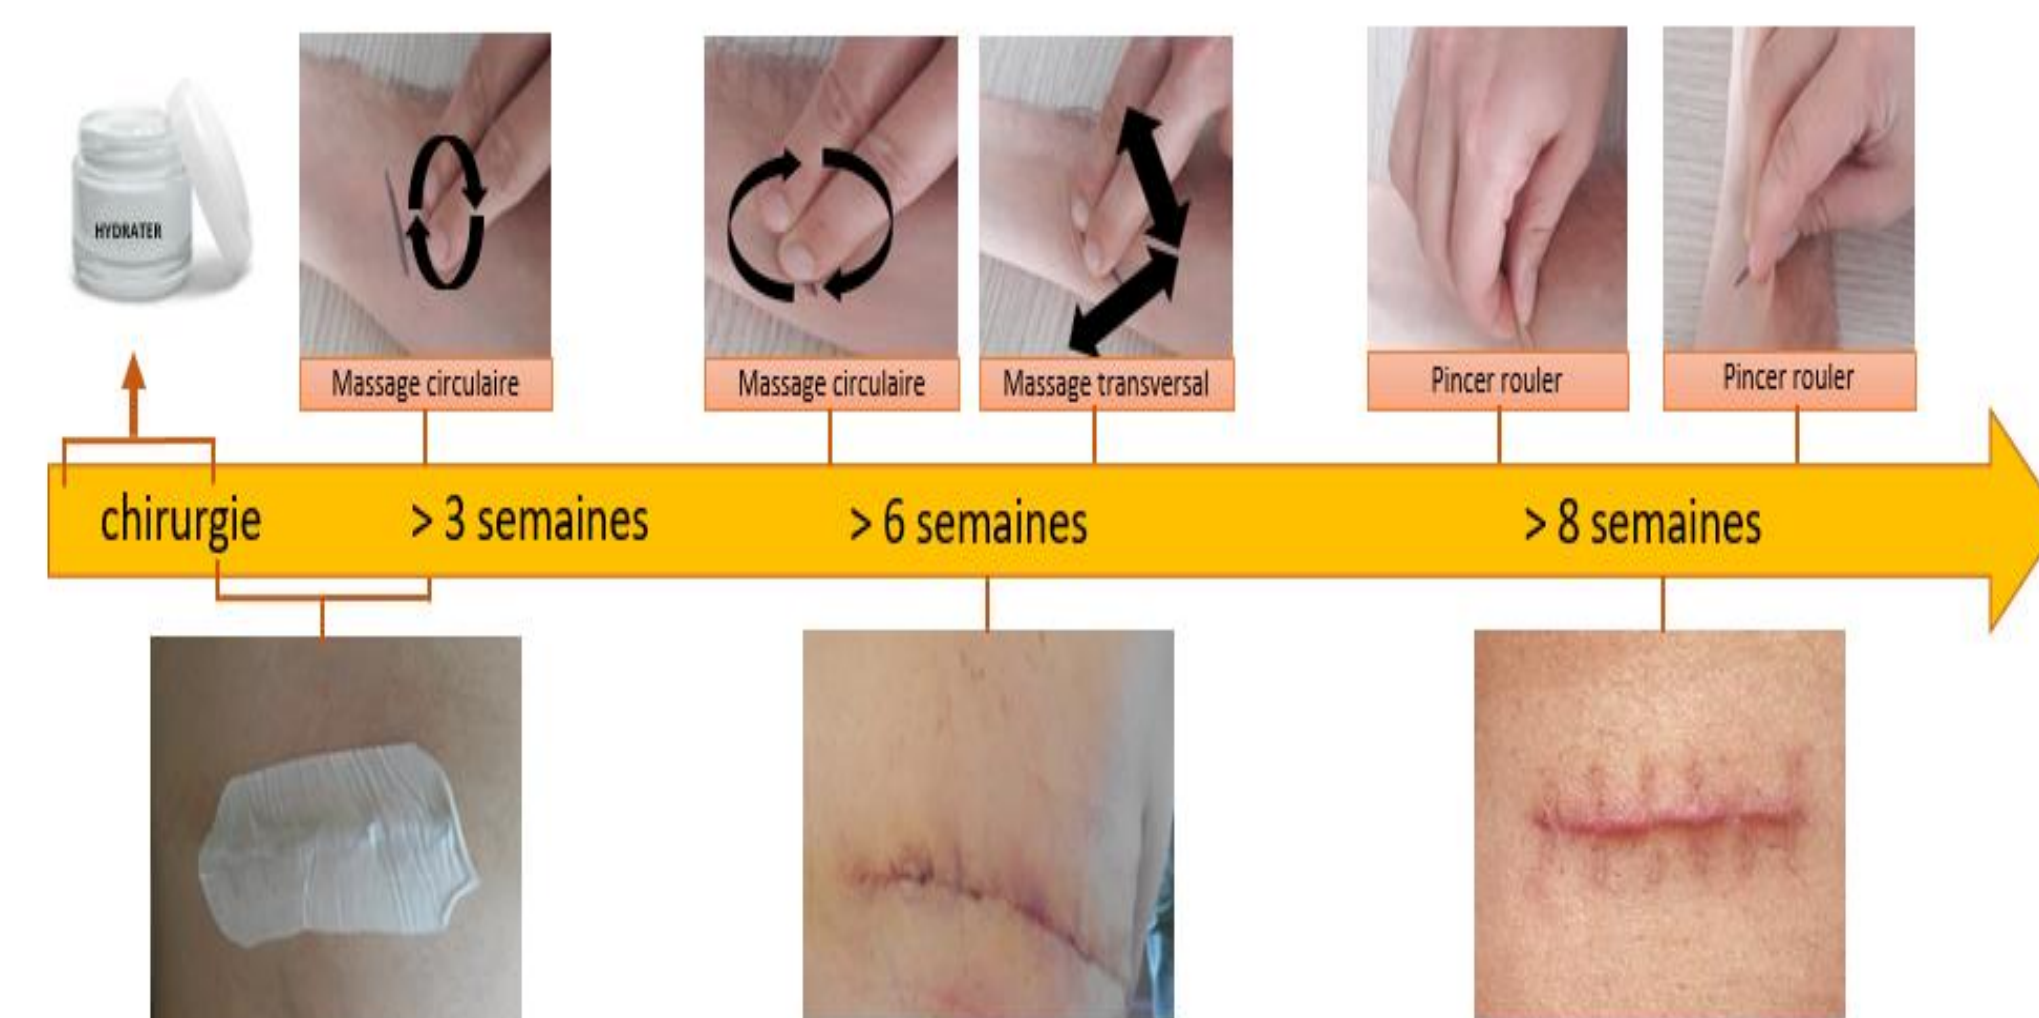 HYDRATER
Massage circulaire
Massage circulaire
Massage transversal
Pincer rouler
Pincer rouler
chirurgie
> 3 semaines
> 6 semaines
> 8 semaines